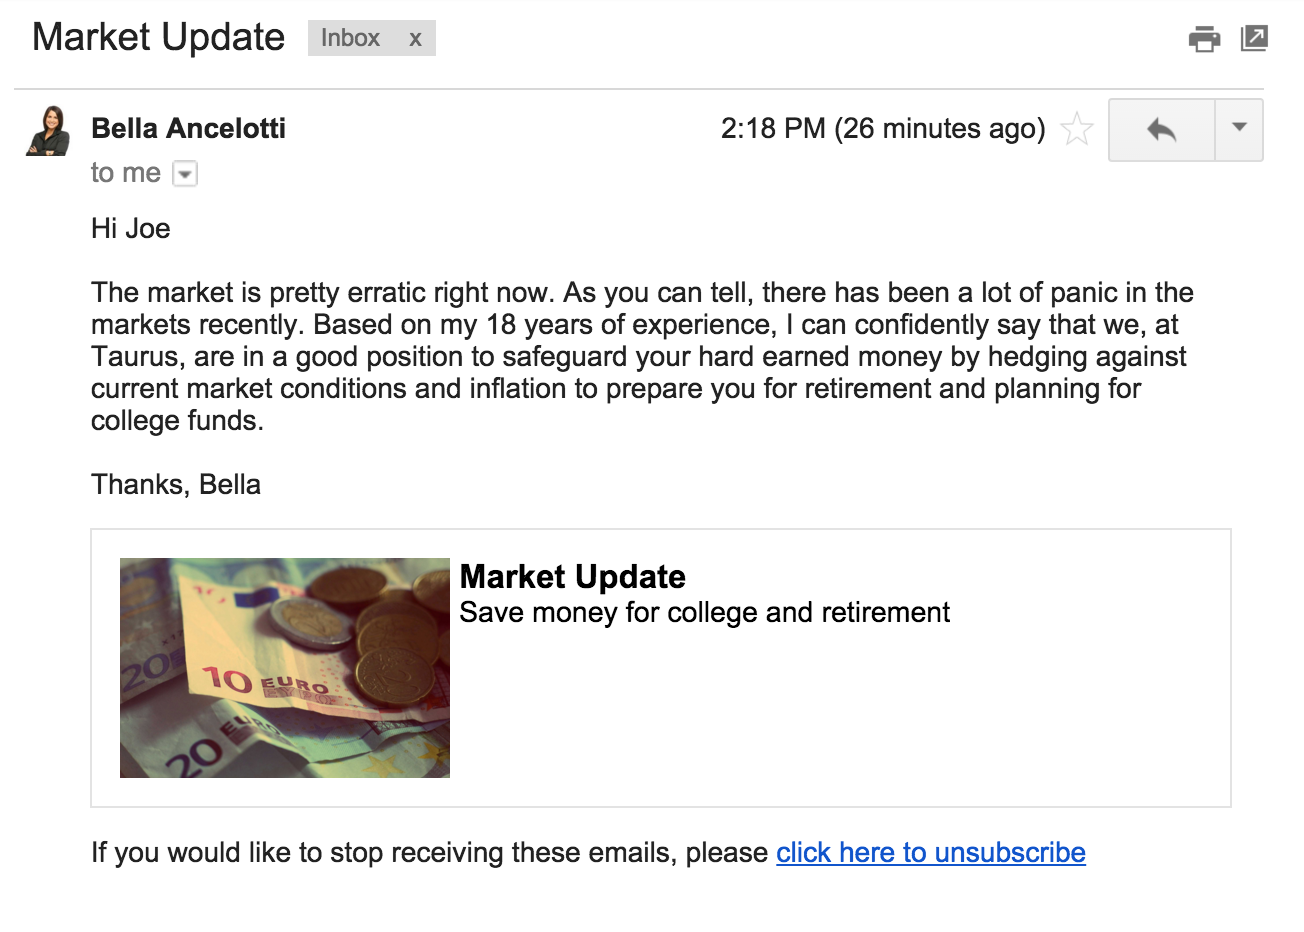 Market Update
Inbox x
Bella Ancelotti
2:18 PM (26 minutes ago)
to me
Hi Joe
The market is pretty erratic right now. As you can tell, there has been a lot of panic in the
markets recently. Based on my 18 years of experience, I can confidently say that we, at
Taurus, are in a good position to safeguard your hard earned money by hedging against
current market conditions and inflation to prepare you for retirement and planning for
college funds.
Thanks, Bella
Market Update
Save money for college and retirement
20
10 EURO
20 EURO
If you would like to stop receiving these emails, please click here to unsubscribe